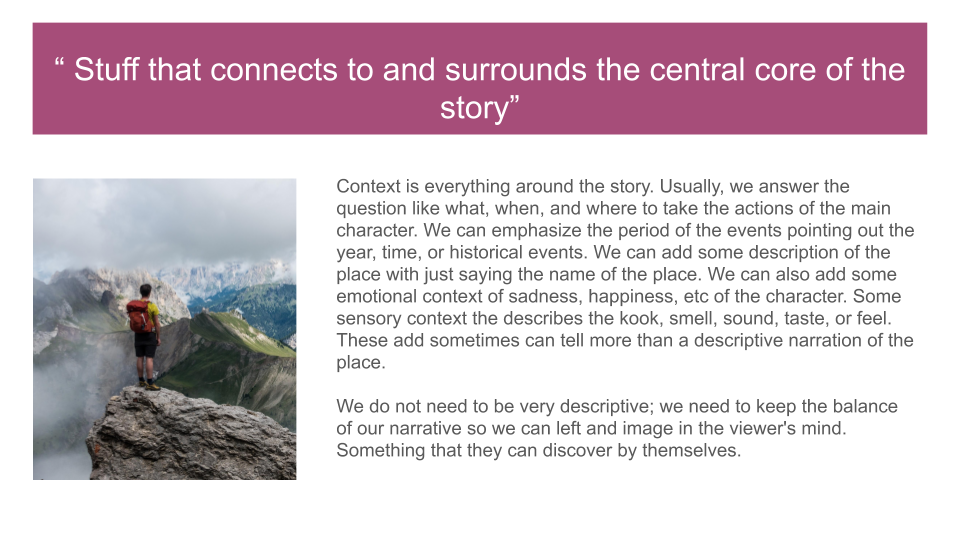 “ Stuff that connects to and surrounds the central core of the
story”
Context is everything around the story. Usually, we answer the
question like what, when, and where to take the actions of the main
character. We can emphasize the period of the events pointing out the
year, time, or historical events. We can add some description of the
place with just saying the name of the place. We can also add some
emotional context of sadness, happiness, etc of the character. Some
sensory context the describes the kook, smell, sound, taste, or feel.
These add sometimes can tell more than a descriptive narration of the
place.
We do not need to be very descriptive; we need to keep the balance
of our narrative so we can left and image in the viewer's mind.
Something that they can discover by themselves.